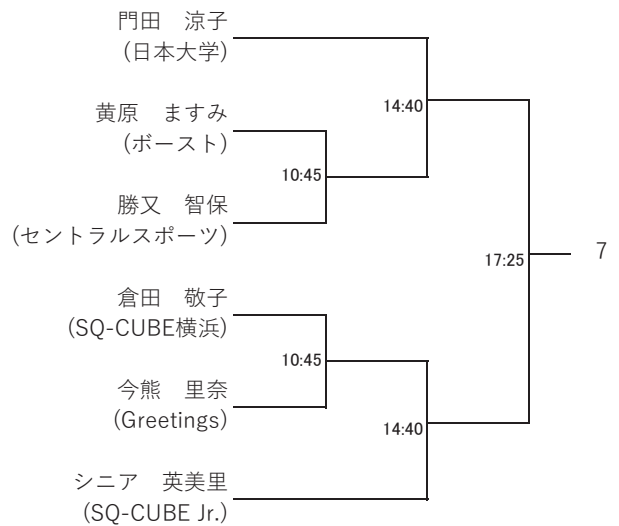 門田　涼子
(日本大学)
黄原　ますみ
(ボースト)
14:40
10:45
勝又　智保
(セントラルスポーツ)
17:25
7
倉田　敬子
(SQ-CUBE横浜)
10:45
今熊　里奈
(Greetings)
14:40
シニア　英美里
(SQ-CUBE Jr.)